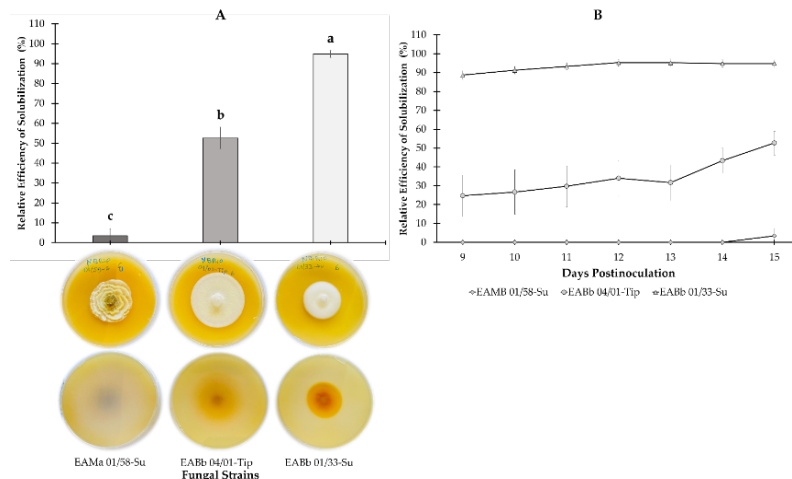 A
Relative Efficiency of Solubilization (%)
110
100
90
80
70
60
50
40
30
20
10
0
a
b
c
EAMa 01/58-Su
EABb 04/01-Tip
EABb 01/33-Su
Fungal Strains
B
Relative Efficiency of Solubilization (%)
110
100
90
80
70
60
50
40
30
20
10
0
9
10
11
12
13
14
15
Days Postinoculation
EAMB 01/58-Su
EABb 04/01-Tip
EABb 01/33-Su